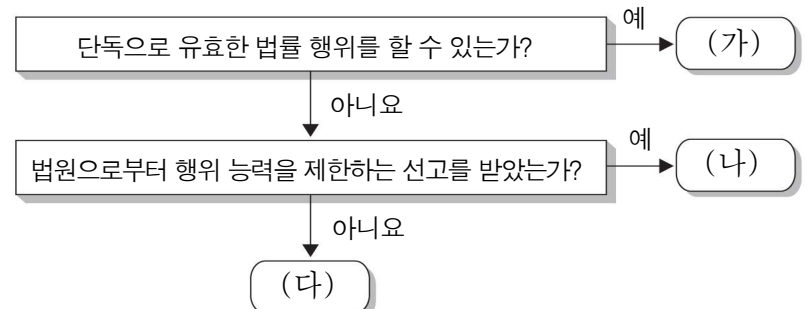 단독으로 유효한 법률 행위를 할 수 있는가?
예
(가)
아니요
법원으로부터 행위 능력을 제한하는 선고를 받았는가?
예
(나)
아니요
(다)